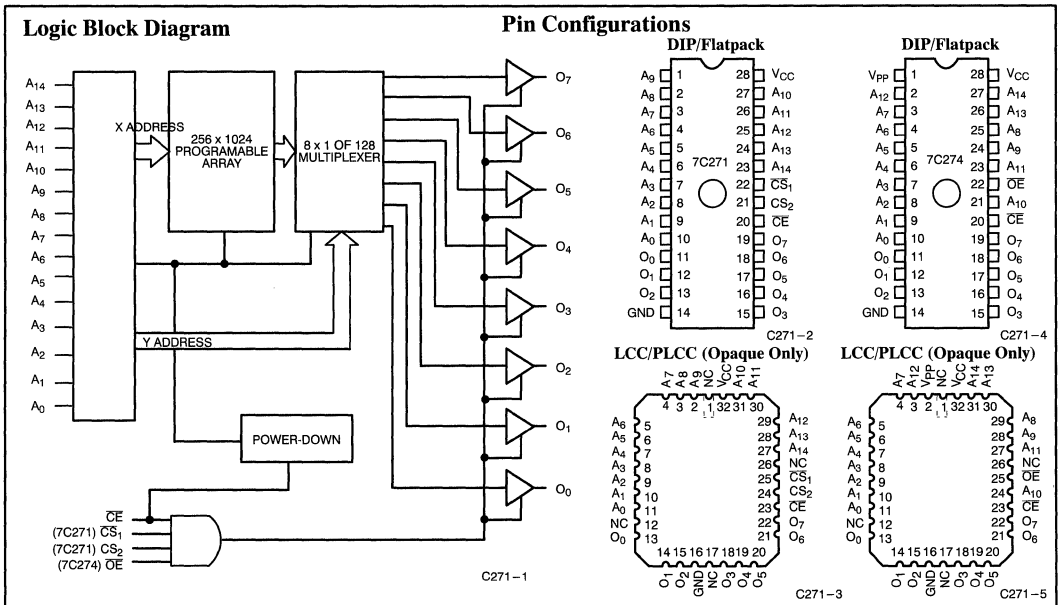 Logic Block Diagram
Pin Configurations
A14
A13
A12
A11
A10
A9
A8
A7
A6
A5
A4
A3
A2
A1
A0
X ADDRESS
256 x 1024
PROGRAMABLE
ARRAY
8 x 1 OF 128
MULTIPLEXER
Y ADDRESS
POWER-DOWN
O7
O6
O5
O4
O3
O2
O1
O0
C̅E̅
(7C271) C̅S̅1
(7C271) CS2
(7C274) O̅E̅
C271-1
DIP/Flatpack
A9 1 28 VCC
A8 2 27 A10
A7 3 26 A11
A6 4 25 A12
A5 5 24 A13
A4 6 7C271 23 A14
A3 7 22 C̅S̅1
A2 8 21 CS2
A1 9 20 C̅E̅
A0 10 19 O7
O0 11 18 O6
O1 12 17 O5
O2 13 16 O4
GND 14 15 O3
C271-2
DIP/Flatpack
VPP 1 28 VCC
A12 2 27 A14
A7 3 26 A13
A6 4 25 A8
A5 5 24 A9
A4 6 7C274 23 A11
A3 7 22 O̅E̅
A2 8 21 A10
A1 9 20 C̅E̅
A0 10 19 O7
O0 11 18 O6
O1 12 17 O5
O2 13 16 O4
GND 14 15 O3
C271-4
LCC/PLCC (Opaque Only)
A7 A8 A9 NC VCC A10 A11
4 3 2 1 32 31 30
A6 5 29 A12
A5 6 28 A13
A4 7 27 A14
A3 8 26 NC
A2 9 25 C̅S̅1
A1 10 24 CS2
A0 11 23 C̅E̅
NC 12 22 O7
O0 13 21 O6
14 15 16 17 18 19 20
O1 O2 GND NC O3 O4 O5
C271-3
LCC/PLCC (Opaque Only)
A7 A12 VPP NC VCC A14 A13
4 3 2 1 32 31 30
A6 5 29 A8
A5 6 28 A9
A4 7 27 A11
A3 8 26 NC
A2 9 25 O̅E̅
A1 10 24 A10
A0 11 23 C̅E̅
NC 12 22 O7
O0 13 21 O6
14 15 16 17 18 19 20
O1 O2 GND NC O3 O4 O5
C271-5